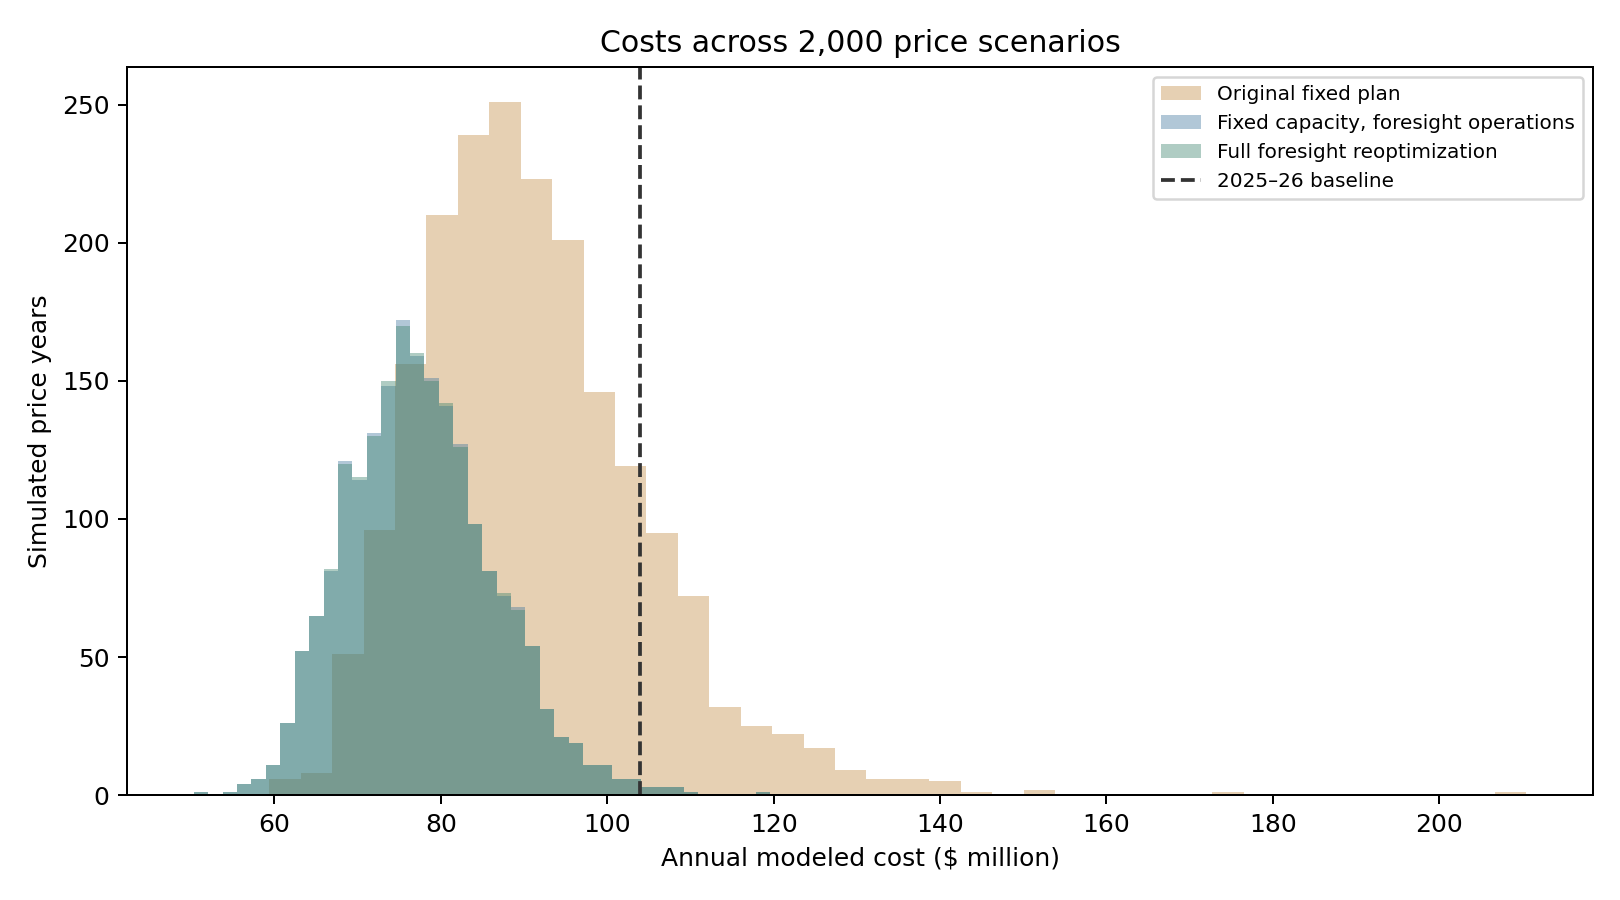 Costs across 2,000 price scenarios
Original fixed plan
Fixed capacity, foresight operations
Full foresight reoptimization
2025–26 baseline
Simulated price years
250
200
150
100
50
0
60 80 100 120 140 160 180 200
Annual modeled cost ($ million)